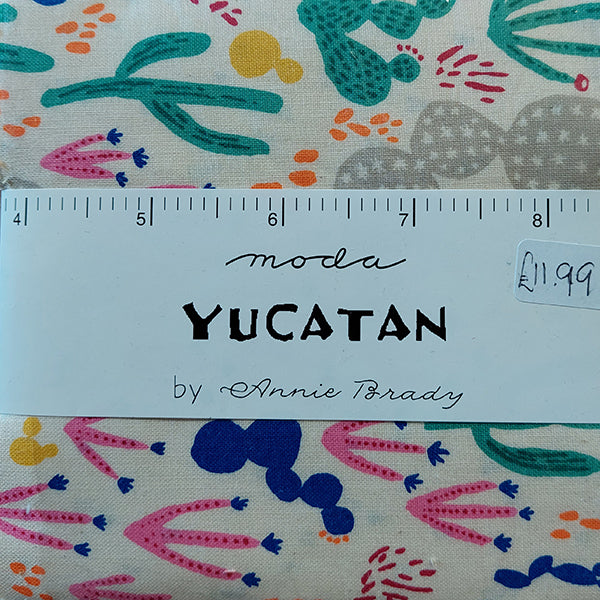 4 5 6 7 8
moda
£11.99
YUCATAN
by Annie Brady